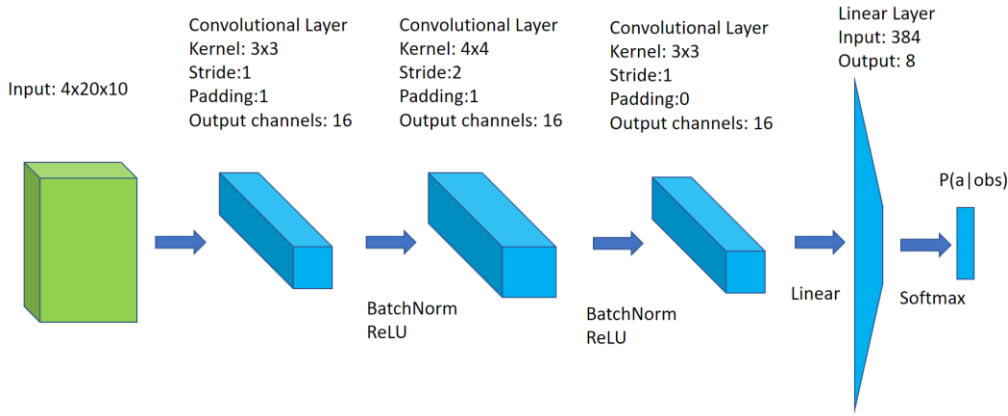 Input: 4x20x10
Convolutional Layer
Kernel: 3x3
Stride:1
Padding:1
Output channels: 16
Convolutional Layer
Kernel: 4x4
Stride:2
Padding:1
Output channels: 16
Convolutional Layer
Kernel: 3x3
Stride:1
Padding:0
Output channels: 16
Linear Layer
Input: 384
Output: 8
P(a|obs)
BatchNorm
ReLU
BatchNorm
ReLU
Linear
Softmax